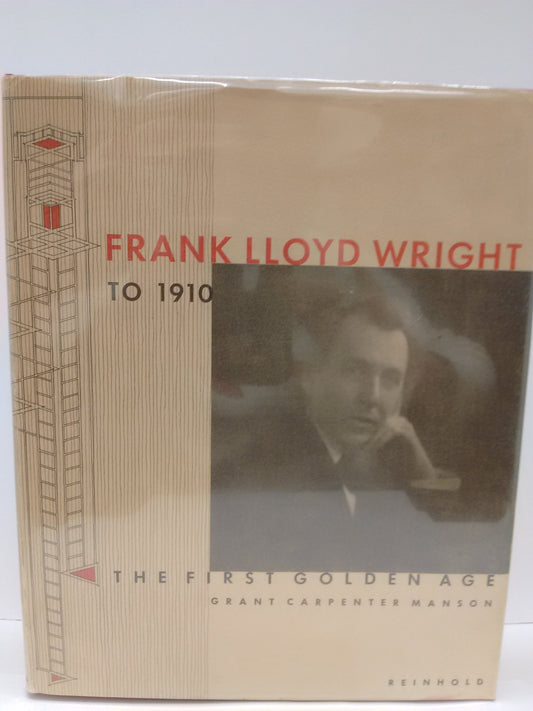 FRANK LLOYD WRIGHT
TO 1910
THE FIRST GOLDEN AGE
GRANT CARPENTER MANSON
REINHOLD